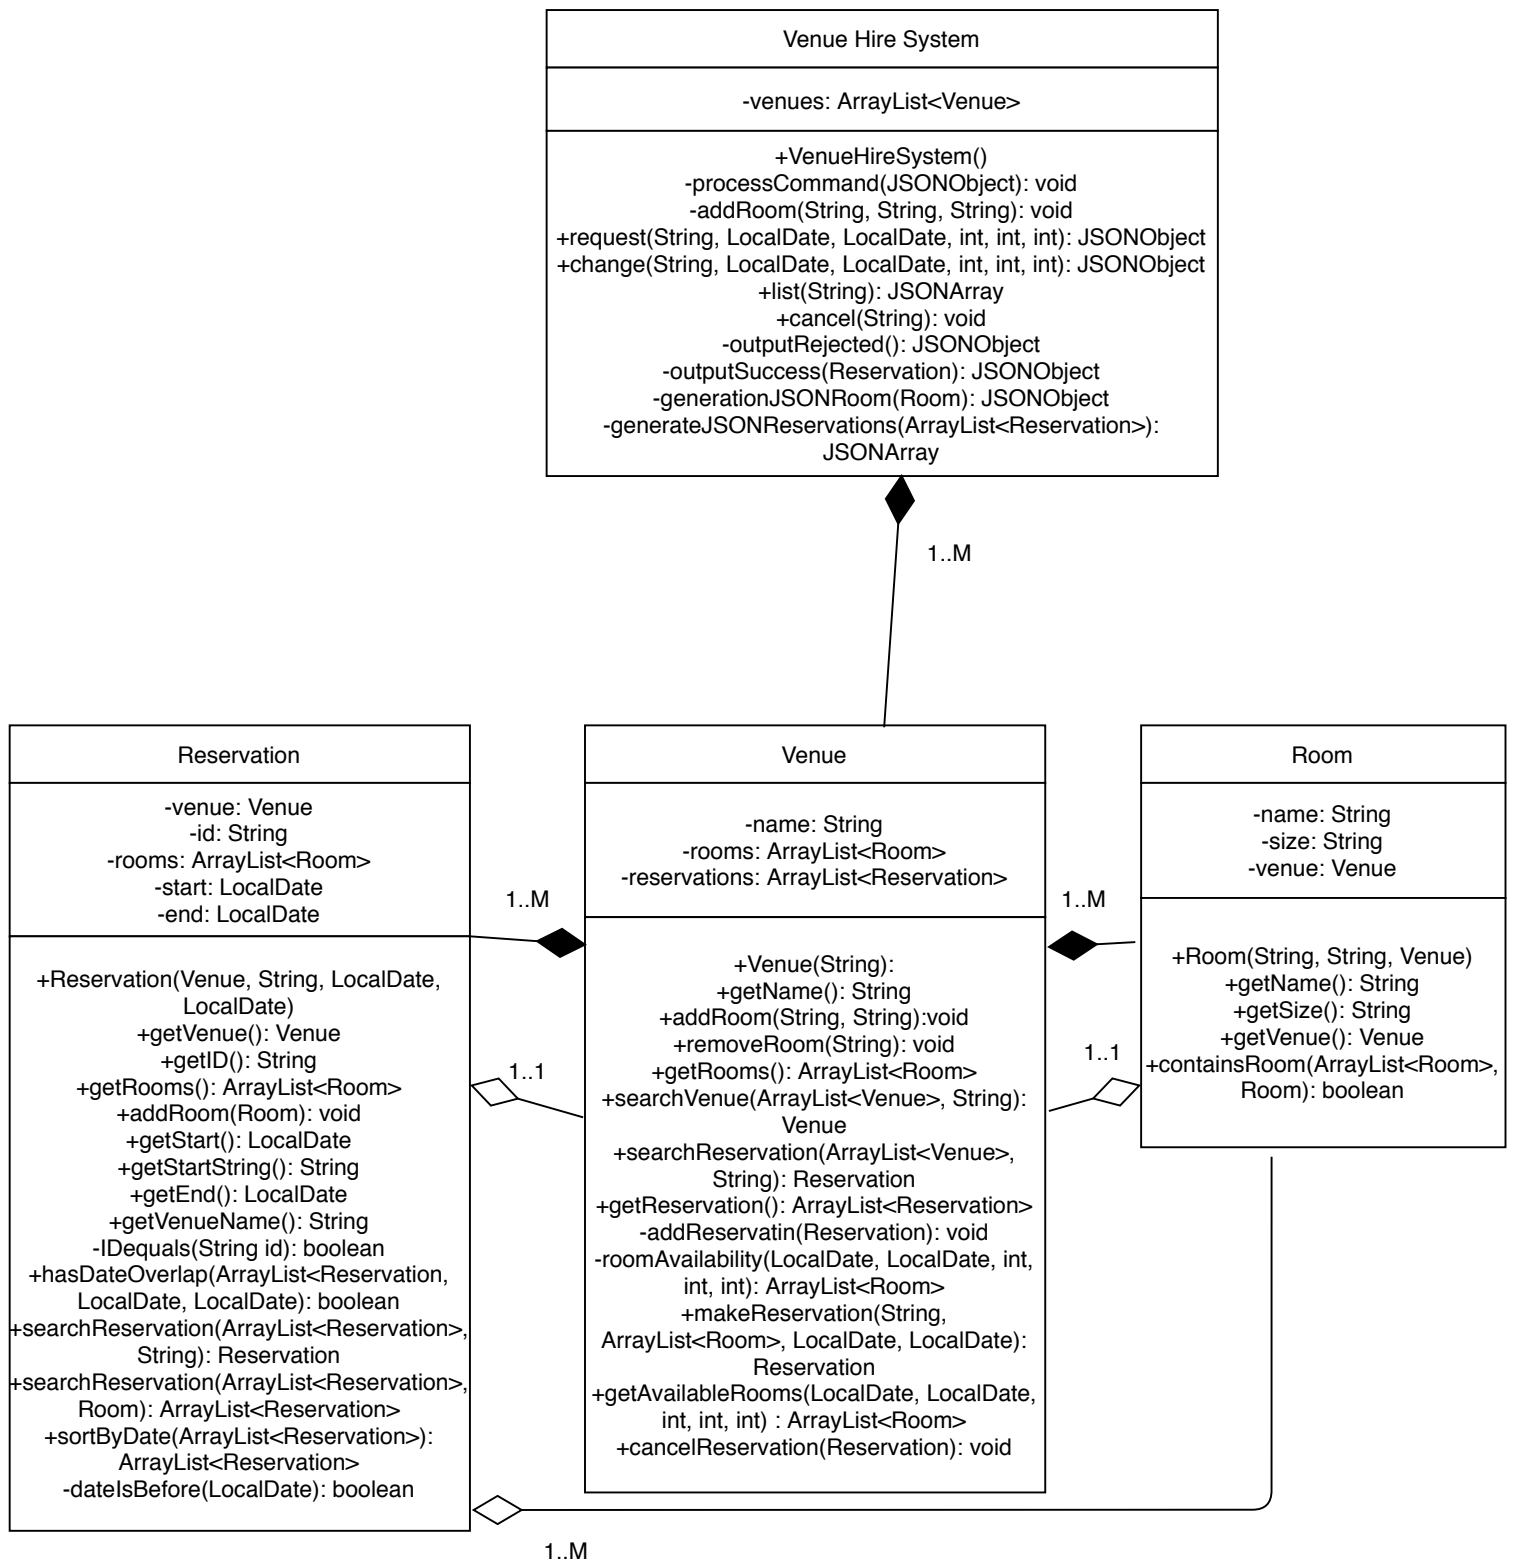 Venue Hire System
-venues: ArrayList<Venue>
+VenueHireSystem()
-processCommand(JSONObject): void
-addRoom(String, String, String): void
+request(String, LocalDate, LocalDate, int, int, int): JSONObject
+change(String, LocalDate, LocalDate, int, int, int): JSONObject
+list(String): JSONArray
+cancel(String): void
-outputRejected(): JSONObject
-outputSuccess(Reservation): JSONObject
-generationJSONRoom(Room): JSONObject
-generateJSONReservations(ArrayList<Reservation>):
JSONArray
1..M
Reservation
-venue: Venue
-id: String
-rooms: ArrayList<Room>
-start: LocalDate
-end: LocalDate
+Reservation(Venue, String, LocalDate,
LocalDate)
+getVenue(): Venue
+getID(): String
+getRooms(): ArrayList<Room>
+addRoom(Room): void
+getStart(): LocalDate
+getStartString(): String
+getEnd(): LocalDate
+getVenueName(): String
-IDequals(String id): boolean
+hasDateOverlap(ArrayList<Reservation,
LocalDate, LocalDate): boolean
+searchReservation(ArrayList<Reservation>,
String): Reservation
+searchReservation(ArrayList<Reservation>,
Room): ArrayList<Reservation>
+sortByDate(ArrayList<Reservation>):
ArrayList<Reservation>
-dateIsBefore(LocalDate): boolean
1..M
1..1
Venue
-name: String
-rooms: ArrayList<Room>
-reservations: ArrayList<Reservation>
+Venue(String):
+getName(): String
+addRoom(String, String):void
+removeRoom(String): void
+getRooms(): ArrayList<Room>
+searchVenue(ArrayList<Venue>, String):
Venue
+searchReservation(ArrayList<Venue>,
String): Reservation
+getReservation(): ArrayList<Reservation>
-addReservatin(Reservation): void
-roomAvailability(LocalDate, LocalDate, int,
int, int): ArrayList<Room>
+makeReservation(String,
ArrayList<Room>, LocalDate, LocalDate):
Reservation
+getAvailableRooms(LocalDate, LocalDate,
int, int, int) : ArrayList<Room>
+cancelReservation(Reservation): void
1..M
1..1
Room
-name: String
-size: String
-venue: Venue
+Room(String, String, Venue)
+getName(): String
+getSize(): String
+getVenue(): Venue
+containsRoom(ArrayList<Room>,
Room): boolean
1..M